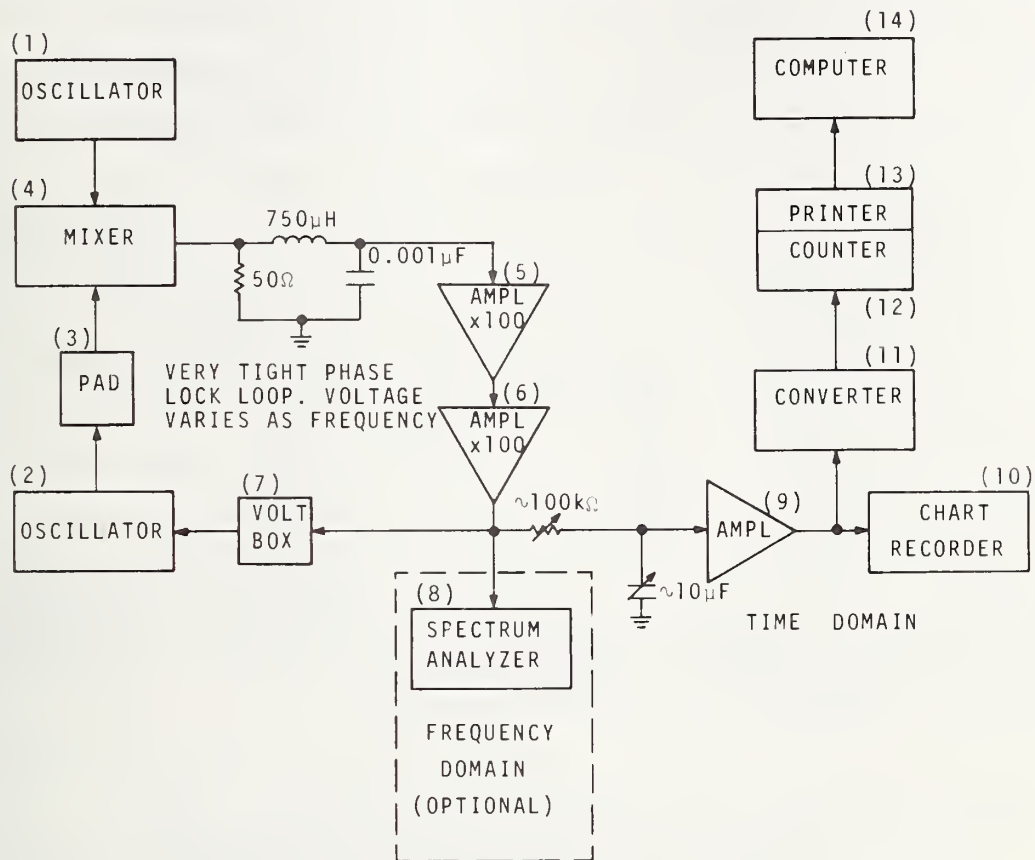 (1)
OSCILLATOR
(4)
MIXER
(3)
PAD
(2)
OSCILLATOR
750μH
50Ω
0.001μF
VERY TIGHT PHASE
LOCK LOOP. VOLTAGE
VARIES AS FREQUENCY
(5)
AMPL
x100
(6)
AMPL
x100
(7)
VOLT
BOX
~100kΩ
~10μF
(8)
SPECTRUM
ANALYZER
FREQUENCY
DOMAIN
(OPTIONAL)
(9)
AMPL
TIME DOMAIN
(14)
COMPUTER
(13)
PRINTER
COUNTER
(12)
(11)
CONVERTER
(10)
CHART
RECORDER